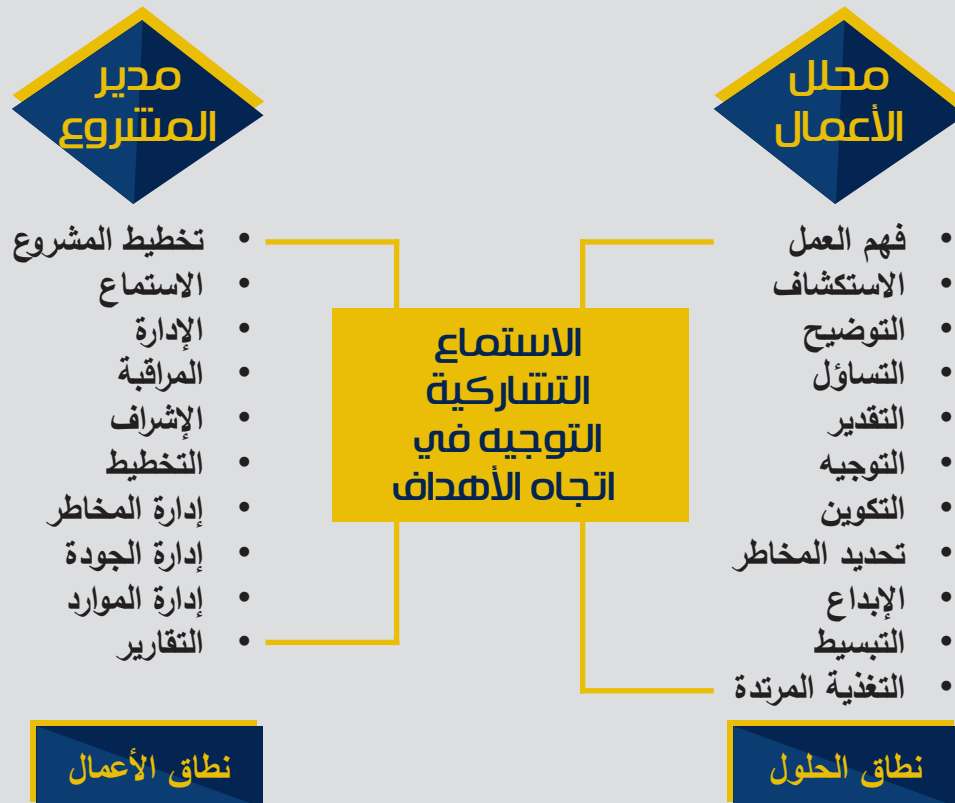 محلل
الأعمال
• فهم العمل
• الاستكشاف
• التوضيح
• التساؤل
• التقدير
• التوجيه
• التكوين
• تحديد المخاطر
• الإبداع
• التبسيط
• التغذية المرتدة
نطاق الحلول
الاستماع
التشاركية
التوجيه في
اتجاه الأهداف
مدير
المشروع
• تخطيط المشروع
• الاستماع
• الإدارة
• المراقبة
• الإشراف
• التخطيط
• إدارة المخاطر
• إدارة الجودة
• إدارة الموارد
• التقارير
نطاق الأعمال